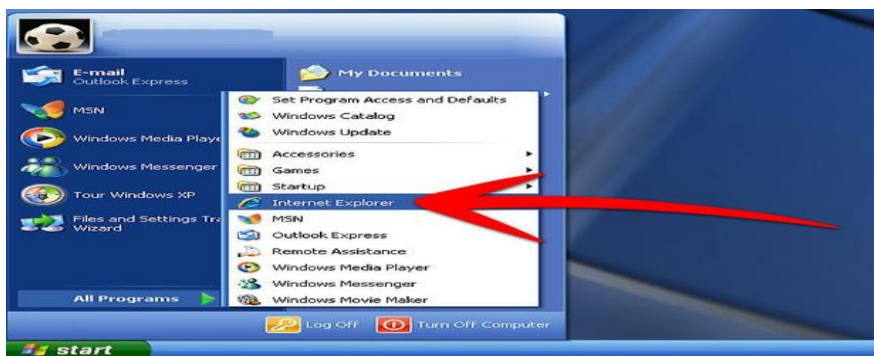 E-mail
Outlook Express
My Documents
MSN
Windows Media Playe
Windows Messenger
Tour Windows XP
Files and Settings Tra
Wizard
All Programs
Set Program Access and Defaults
Windows Catalog
Windows Update
Accessories
Games
Startup
Internet Explorer
MSN
Outlook Express
Remote Assistance
Windows Media Player
Windows Messenger
Windows Movie Maker
Log Off
Turn Off Computer
start